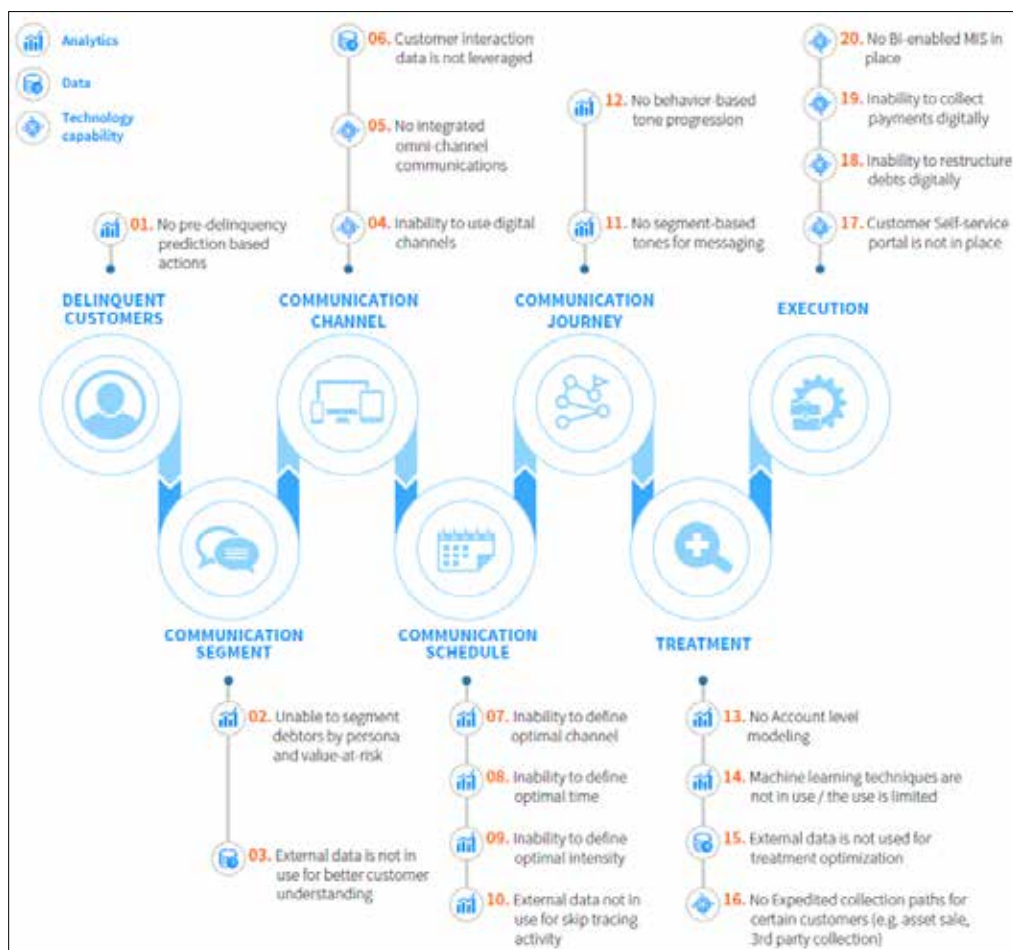 Analytics
Data
Technology
capability
01. No pre-delinquency
prediction based
actions
06. Customer interaction
data is not leveraged
05. No integrated
omni-channel
communications
04. Inability to use digital
channels
12. No behavior-based
tone progression
11. No segment-based
tones for messaging
20. No BI-enabled MIS in
place
19. Inability to collect
payments digitally
18. Inability to restructure
debts digitally
17. Customer Self-service
portal is not in place
DELINQUENT
CUSTOMERS
COMMUNICATION
CHANNEL
COMMUNICATION
JOURNEY
EXECUTION
COMMUNICATION
SEGMENT
COMMUNICATION
SCHEDULE
TREATMENT
02. Unable to segment
debtors by persona
and value-at-risk
03. External data is not in
use for better customer
understanding
07. Inability to define
optimal channel
08. Inability to define
optimal time
09. Inability to define
optimal intensity
10. External data not in
use for skip tracing
activity
13. No Account level
modeling
14. Machine learning techniques are
not in use / the use is limited
15. External data is not used for
treatment optimization
16. No Expedited collection paths for
certain customers (e.g. asset sale,
3rd party collection)